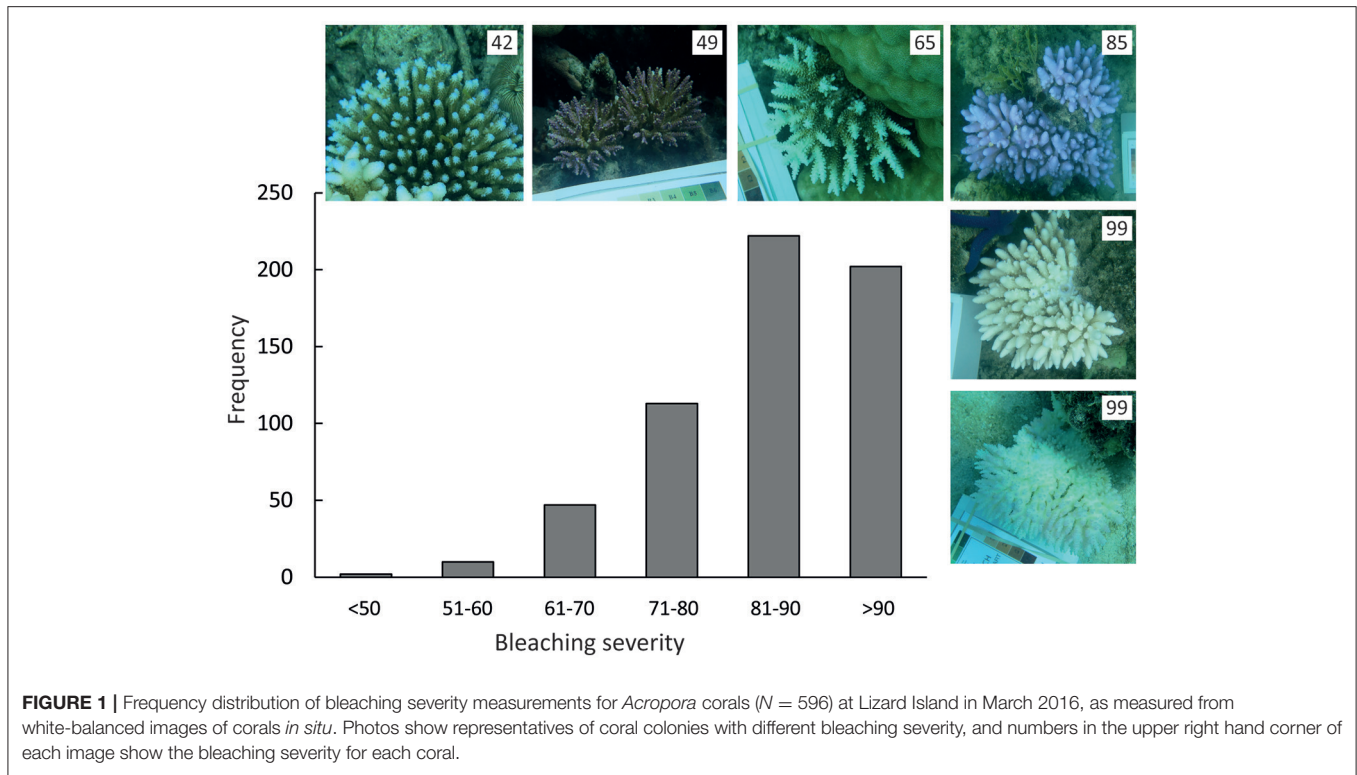 42
49
65
85
99
99
250
200
150
100
50
0
Frequency
<50 51-60 61-70 71-80 81-90 >90
Bleaching severity
FIGURE 1 | Frequency distribution of bleaching severity measurements for Acropora corals (N = 596) at Lizard Island in March 2016, as measured from
white-balanced images of corals in situ. Photos show representatives of coral colonies with different bleaching severity, and numbers in the upper right hand corner of
each image show the bleaching severity for each coral.